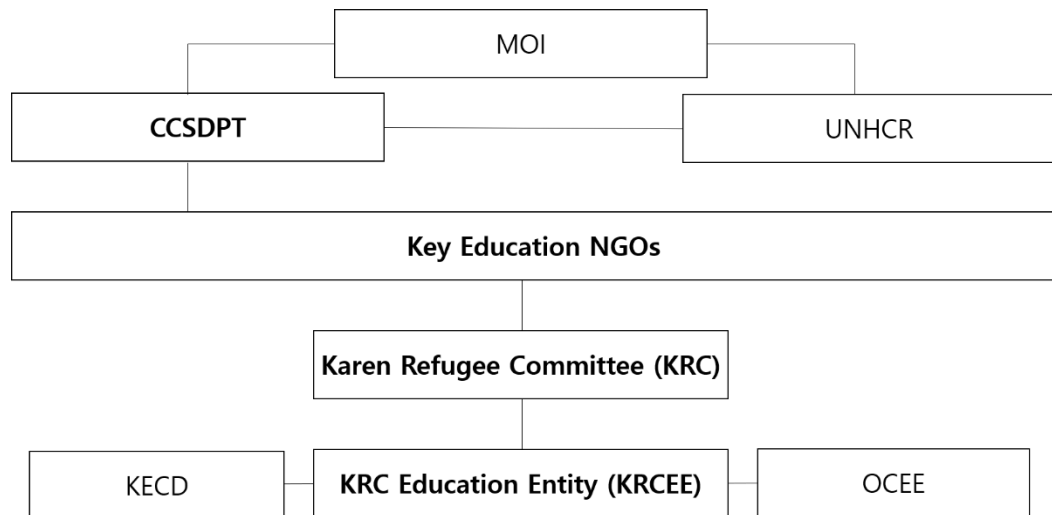 MOI
CCSDPT
UNHCR
Key Education NGOs
Karen Refugee Committee (KRC)
KECD
KRC Education Entity (KRCEE)
OCEE